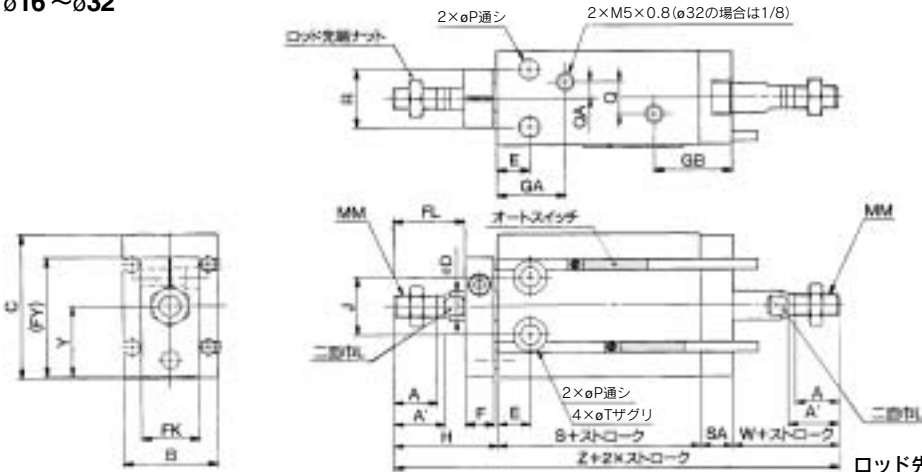 ø16～ø32
2×øP通シ
2×M5×0.8(ø32の場合は1/8)
ロッド先端ナット
R
QA
Q
E
GA
GB
MM
FL
オートスイッチ
MM
C
(FY)
Y
FK
B
øD
J
二面巾L
A
A'
F
E
H
2×øP通シ
4×øTザグリ
S+ストローク
SA
W+ストローク
A
A'
二面巾L
Z+2×ストローク
ロッド先